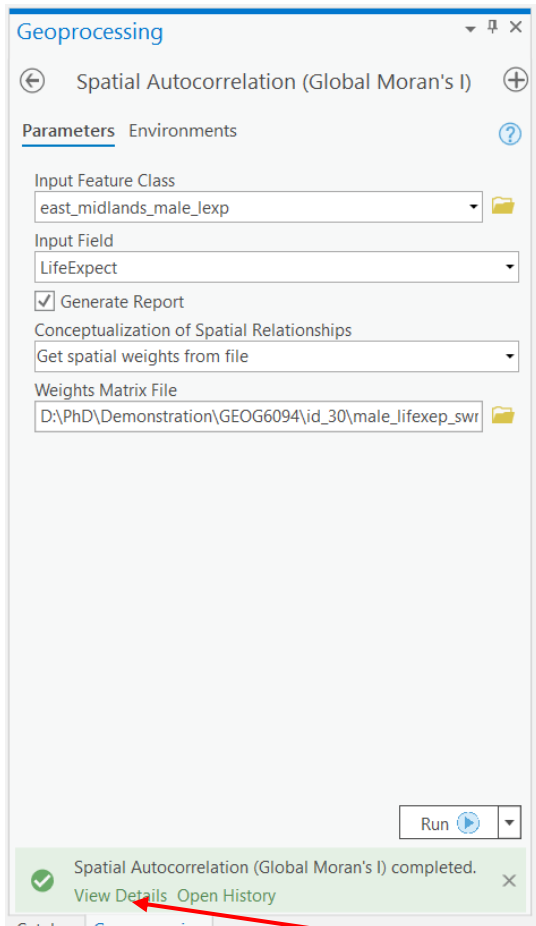 Geoprocessing
Spatial Autocorrelation (Global Moran's I)
Parameters Environments
Input Feature Class
east_midlands_male_lexp
Input Field
LifeExpect
Generate Report
Conceptualization of Spatial Relationships
Get spatial weights from file
Weights Matrix File
D:\PhD\Demonstration\GEOG6094\id_30\male_lifexep_swr
Run
Spatial Autocorrelation (Global Moran's I) completed.
View Details Open History